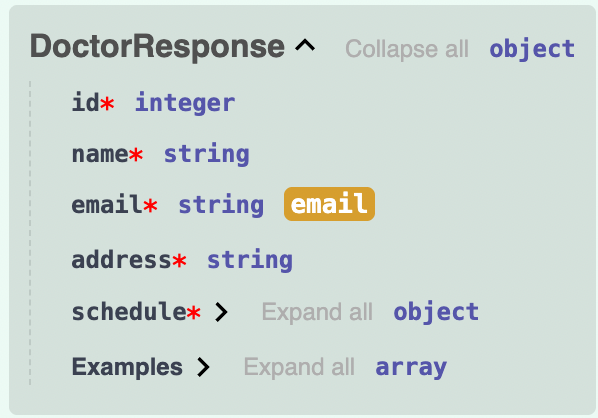 DoctorResponse Collapse all object
id* integer
name* string
email* string email
address* string
schedule* Expand all object
Examples Expand all array